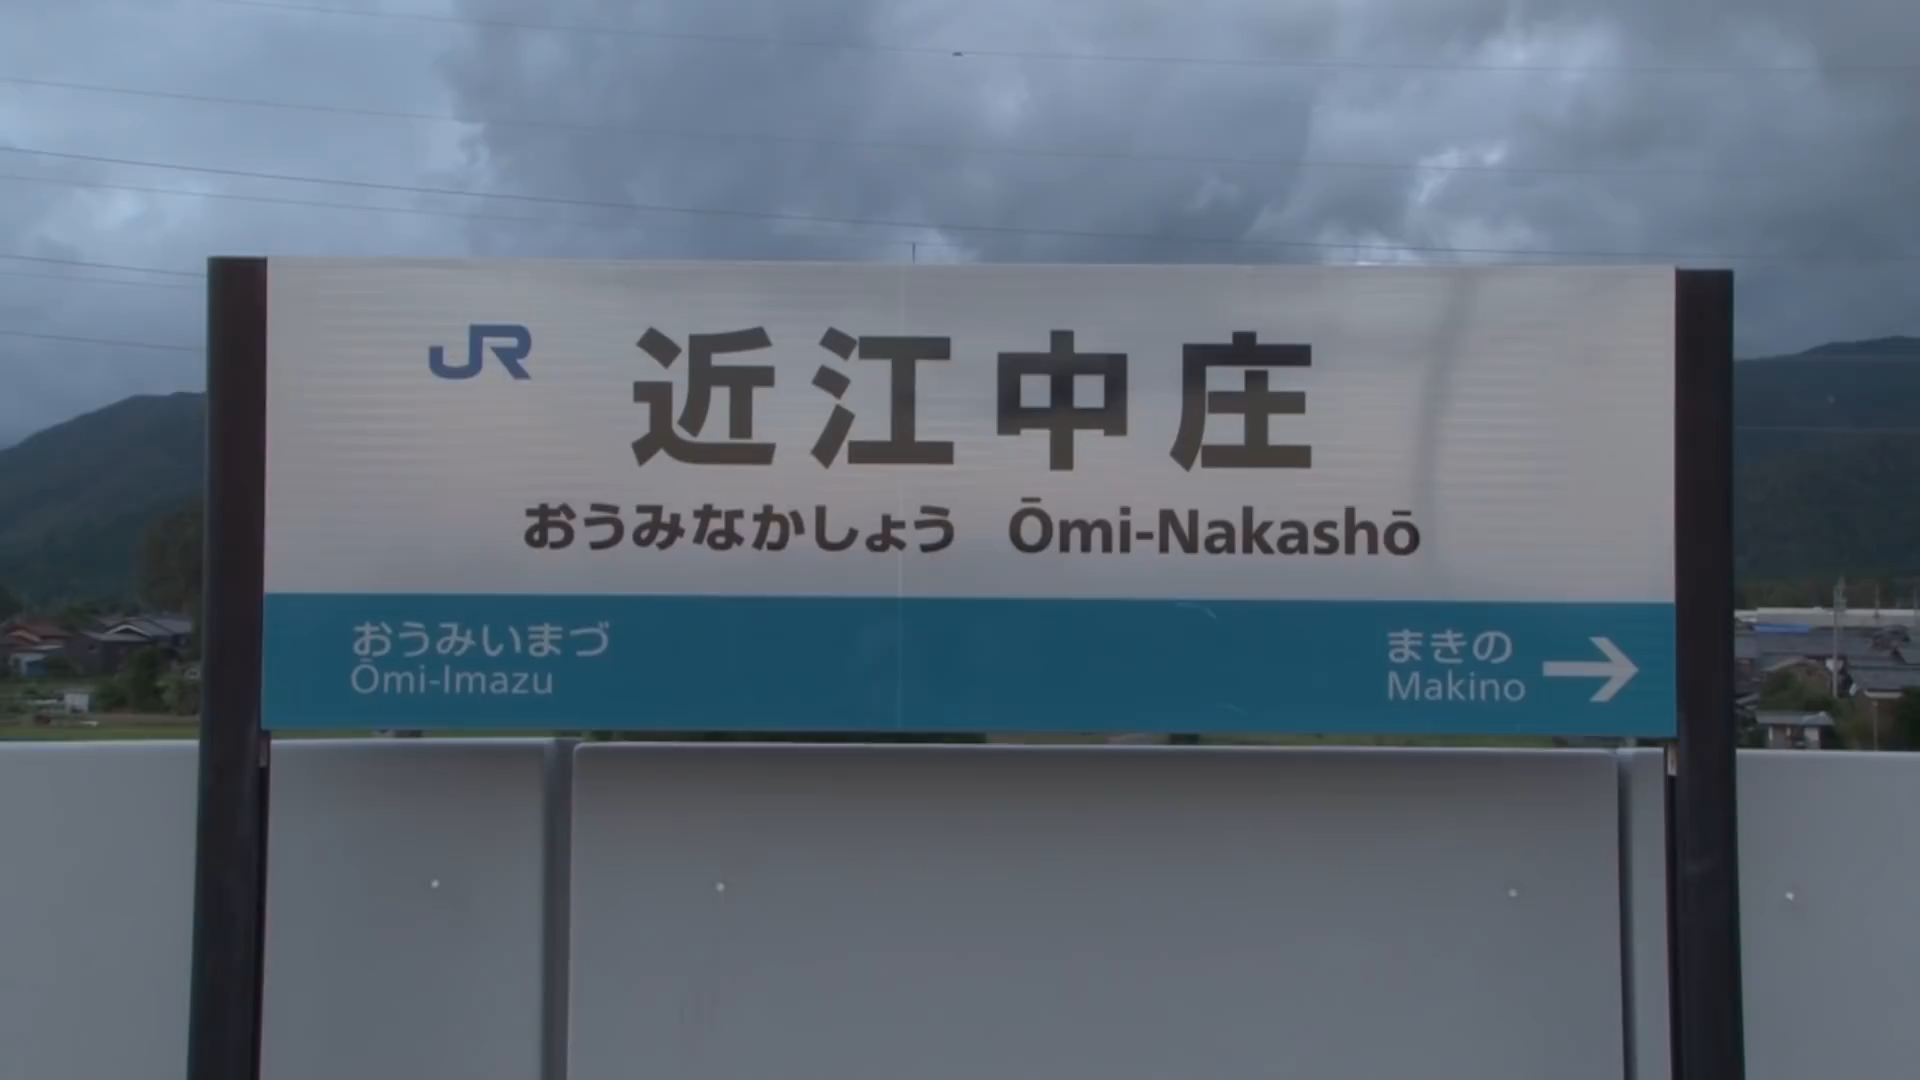 JR 近江中庄
おうみなかしょう Ōmi-Nakashō
おうみいまづ
Ōmi-Imazu
まきの
Makino →